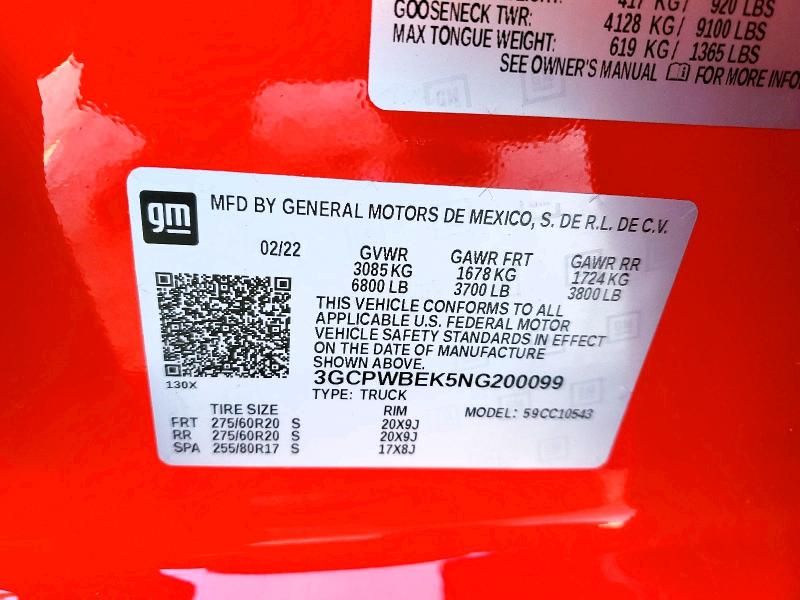 417 KG/ 920 LBS
GOOSENECK TWR: 4128 KG/ 9100 LBS
MAX TONGUE WEIGHT: 619 KG/ 1365 LBS
SEE OWNER'S MANUAL FOR MORE INFO
gm
MFD BY GENERAL MOTORS DE MEXICO, S. DE R.L. DE C.V.
02/22 GVWR GAWR FRT GAWR RR
3085 KG 1678 KG 1724 KG
6800 LB 3700 LB 3800 LB
THIS VEHICLE CONFORMS TO ALL
APPLICABLE U.S. FEDERAL MOTOR
VEHICLE SAFETY STANDARDS IN EFFECT
ON THE DATE OF MANUFACTURE
SHOWN ABOVE.
130X
3GCPWBEK5NG200099
TYPE: TRUCK
TIRE SIZE RIM MODEL: 59CC10543
FRT 275/60R20 S 20X9J
RR 275/60R20 S 20X9J
SPA 255/80R17 S 17X8J